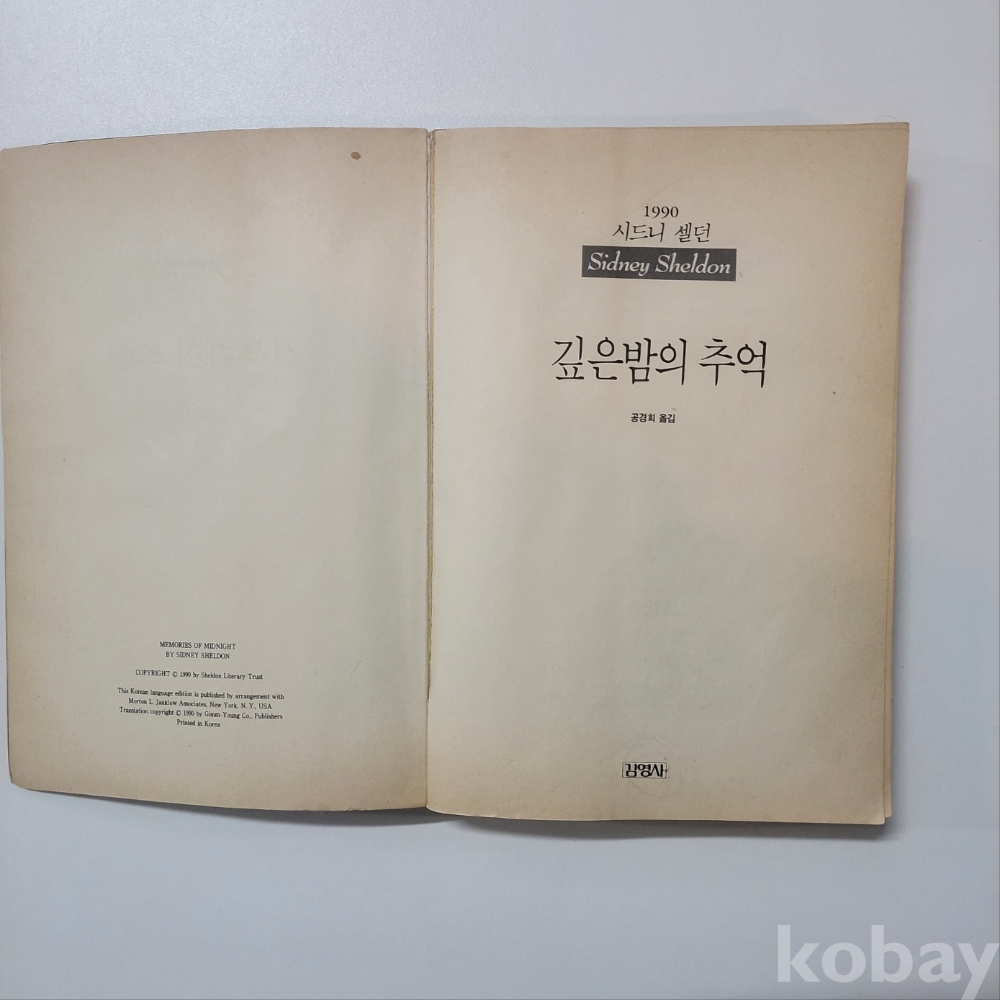 MEMORIES OF MIDNIGHT
BY SIDNEY SHELDON
COPYRIGHT © 1990 by Sheldon Literary Trust
This Korean language edition is published by arrangement with
Morton L. Janklow Associates, New York, N. Y., USA
Translation copyright © 1990 by Gimm-Young Co., Publishers
Printed in Korea
1990
시드니 셀던
Sidney Sheldon
깊은밤의 추억
공경희 옮김
김영사
kobay